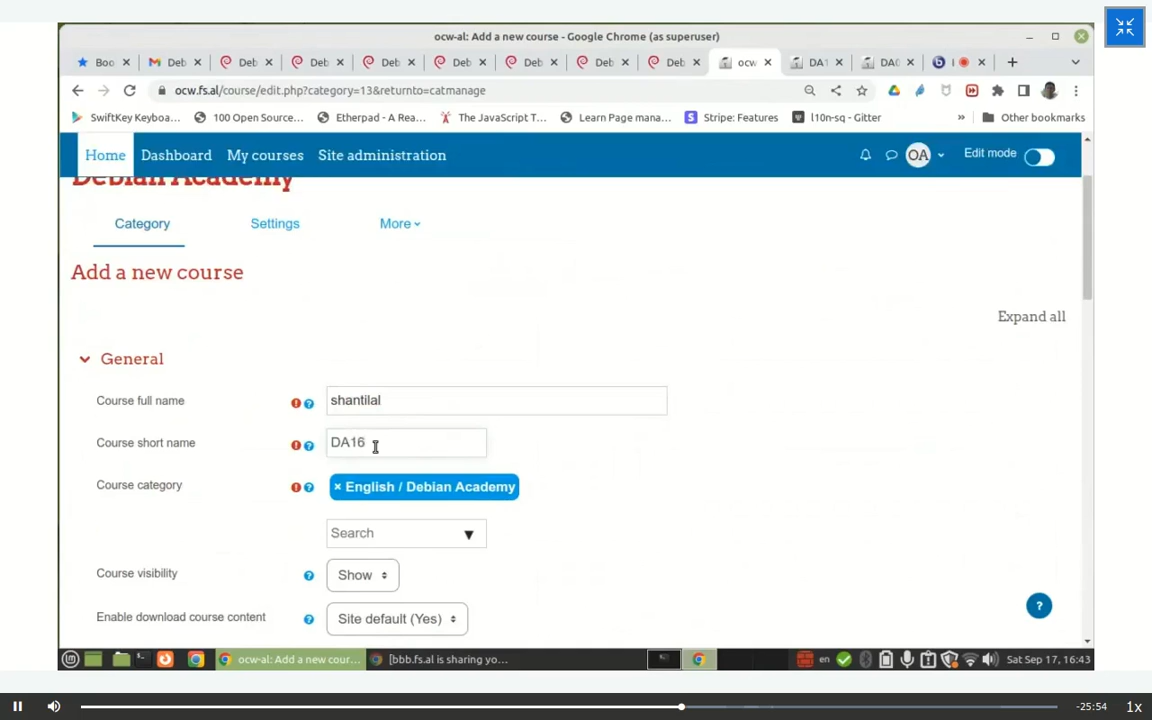 ocw-al: Add a new course - Google Chrome (as superuser)
Boo Deb Deb Deb Deb Deb Deb Deb Deb ocw DA1 DA0
ocw.fs.al/course/edit.php?category=13&returnto=catmanage
SwiftKey Keyboa... 100 Open Source... Etherpad - A Rea... The JavaScript T... Learn Page mana... Stripe: Features l10n-sq - Gitter » Other bookmarks
Home Dashboard My courses Site administration OA Edit mode
Debian Academy
Category Settings More
Add a new course
Expand all
General
Course full name shantilal
Course short name DA16
Course category × English / Debian Academy
Search
Course visibility Show
Enable download course content Site default (Yes)
ocw-al: Add a new cour... [bbb.fs.al is sharing yo... en Sat Sep 17, 16:43
-25:54 1x